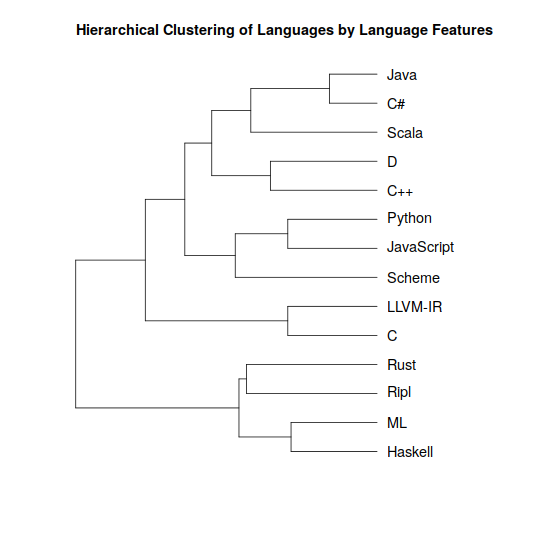 Hierarchical Clustering of Languages by Language Features
Java
C#
Scala
D
C++
Python
JavaScript
Scheme
LLVM-IR
C
Rust
Ripl
ML
Haskell